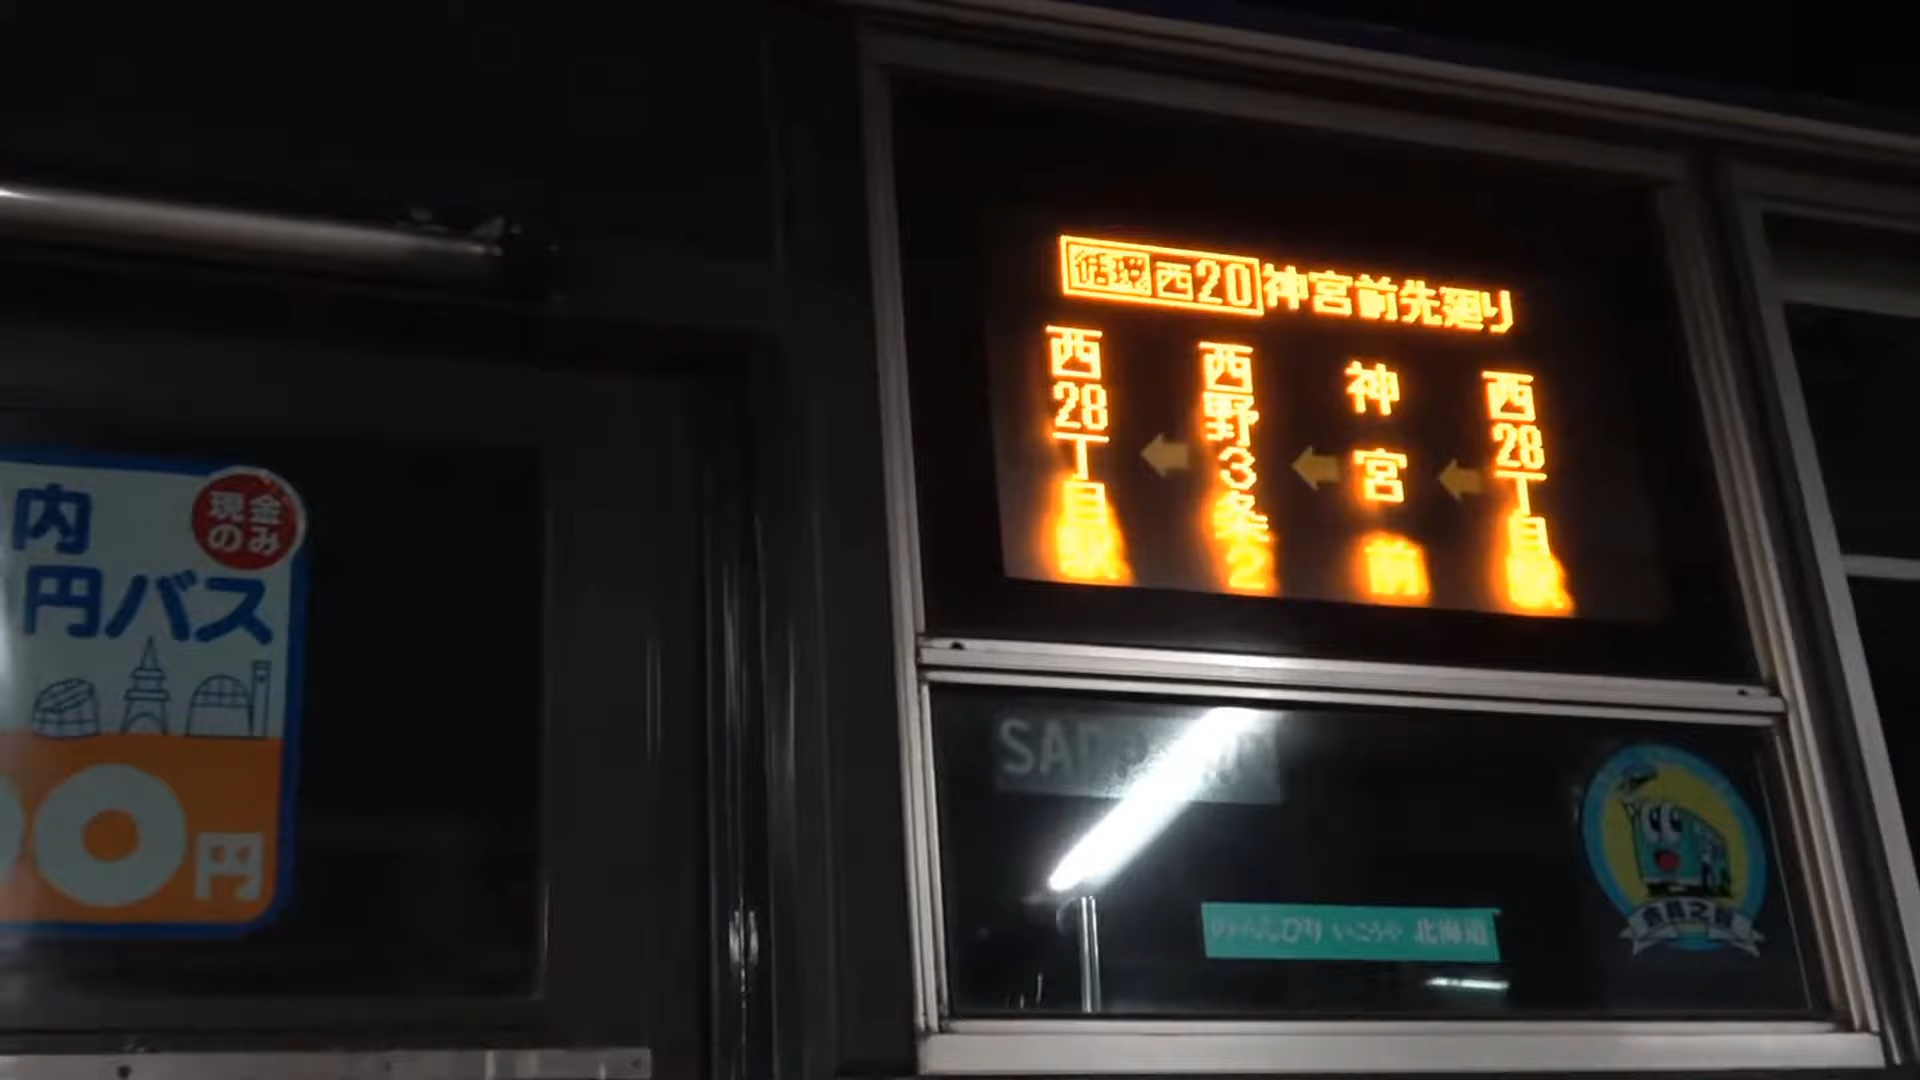 循環 西20 神宮前先廻り
西28丁目駅
神宮前
西野3条2
西28丁目駅
現金
のみ
内
円バス
00円
のんびり いこうや 北海道